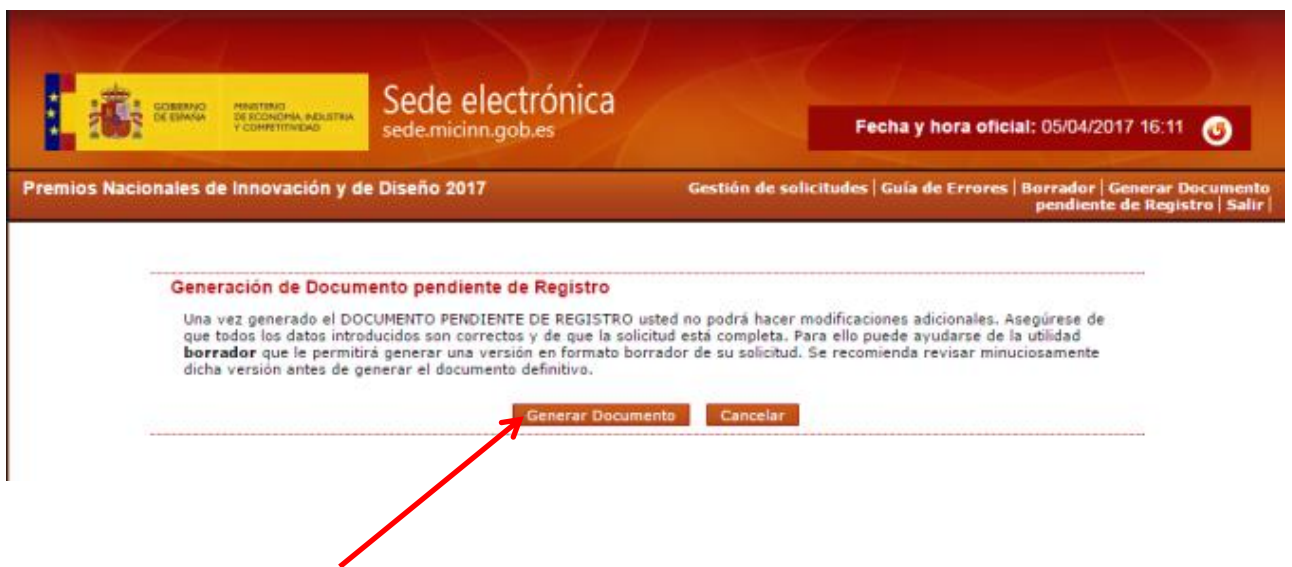 GOBIERNO
DE ESPAÑA
MINISTERIO
DE ECONOMÍA, INDUSTRIA
Y COMPETITIVIDAD
Sede electrónica
sede.micinn.gob.es
Fecha y hora oficial: 05/04/2017 16:11
Premios Nacionales de Innovación y de Diseño 2017
Gestión de solicitudes | Guía de Errores | Borrador | Generar Documento
pendiente de Registro | Salir |
Generación de Documento pendiente de Registro
Una vez generado el DOCUMENTO PENDIENTE DE REGISTRO usted no podrá hacer modificaciones adicionales. Asegúrese de
que todos los datos introducidos son correctos y de que la solicitud está completa. Para ello puede ayudarse de la utilidad
borrador que le permitirá generar una versión en formato borrador de su solicitud. Se recomienda revisar minuciosamente
dicha versión antes de generar el documento definitivo.
Generar Documento
Cancelar